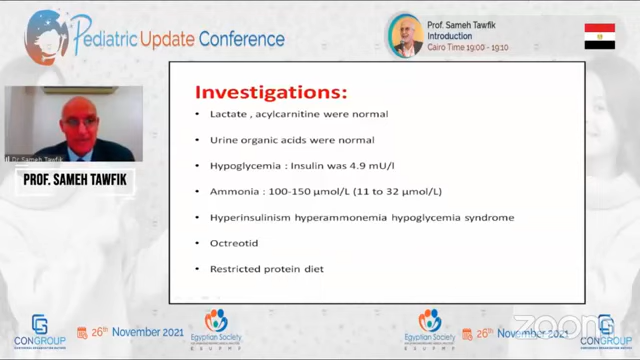 Pediatric Update Conference
Prof. Sameh Tawfik
Introduction
Cairo Time 19:00 - 19:10
Investigations:
• Lactate , acylcarnitine were normal
• Urine organic acids were normal
• Hypoglycemia : Insulin was 4.9 mU/l
• Ammonia : 100-150 µmol/L (11 to 32 µmol/L)
• Hyperinsulinism hyperammonemia hypoglycemia syndrome
• Octreotid
• Restricted protein diet
Dr Sameh Tawfik
PROF. SAMEH TAWFIK
CONGROUP
26th November 2021
Egyptian Society
Egyptian Society
26th November 2021
zoom
CONGROUP